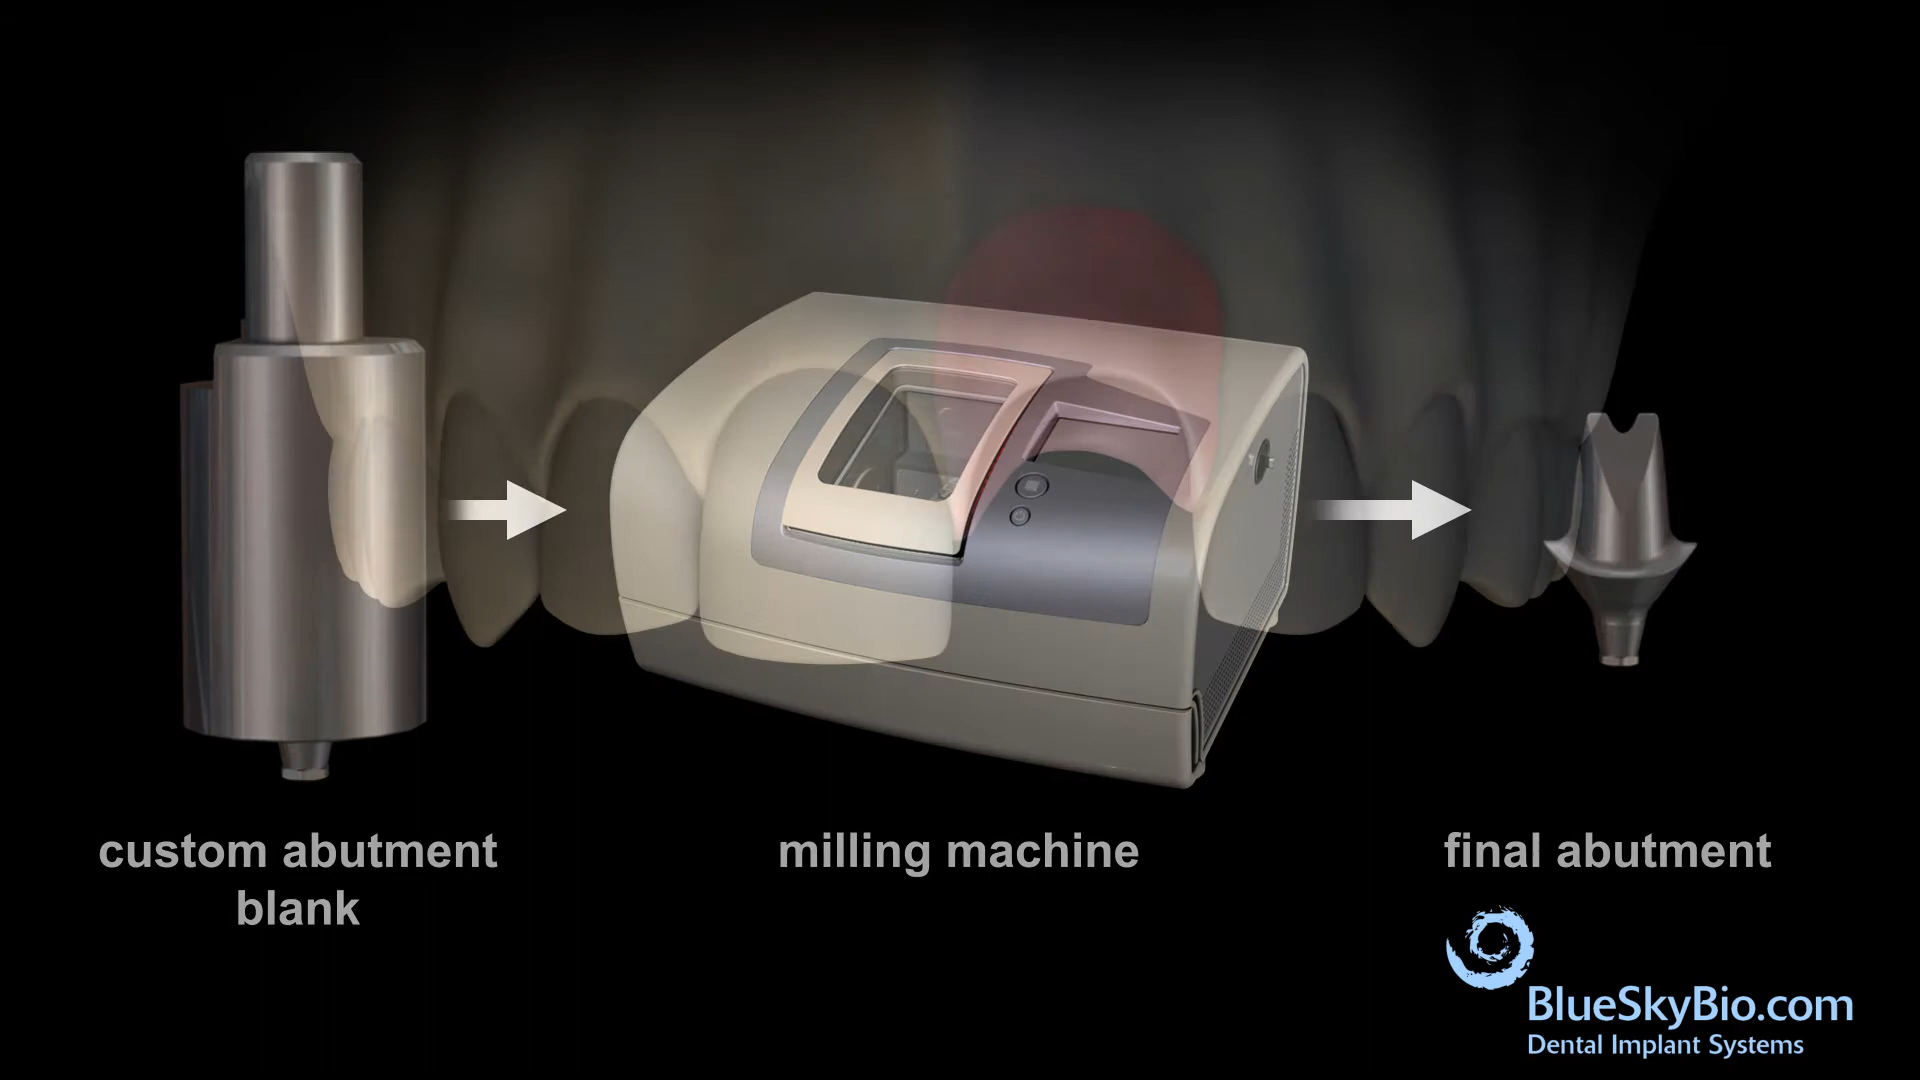 custom abutment
blank
milling machine
final abutment
BlueSkyBio.com
Dental Implant Systems